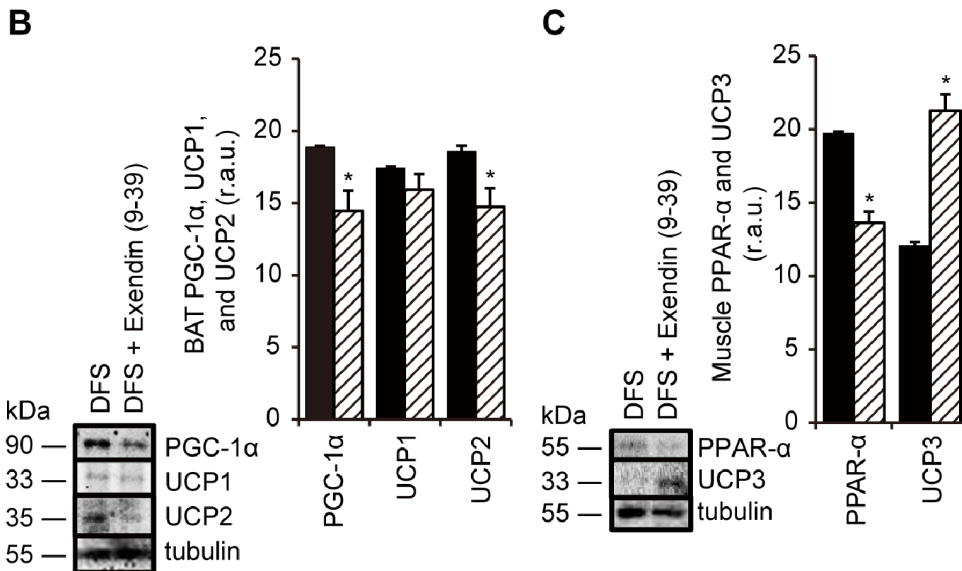 B
BAT PGC-1α, UCP1,
and UCP2 (r.a.u.)
25
20
15
10
5
0
*
*
PGC-1α
UCP1
UCP2
DFS
DFS + Exendin (9-39)
kDa
90 — PGC-1α
33 — UCP1
35 — UCP2
55 — tubulin
C
Muscle PPAR-α and UCP3
(r.a.u.)
25
20
15
10
5
0
*
*
PPAR-α
UCP3
DFS
DFS + Exendin (9-39)
kDa
55 — PPAR-α
33 — UCP3
55 — tubulin